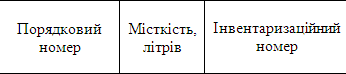 Порядковий
номер
Місткість,
літрів
Інвентаризаційний
номер